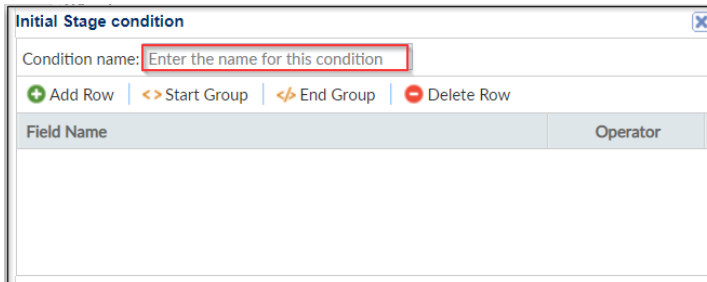 Initial Stage condition
Condition name: Enter the name for this condition
Add Row <> Start Group </> End Group Delete Row
Field Name Operator